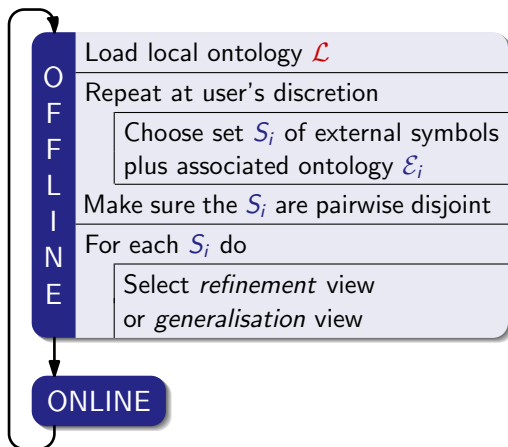 OFFLINE
Load local ontology ℒ
Repeat at user's discretion
Choose set Sᵢ of external symbols
plus associated ontology ℰᵢ
Make sure the Sᵢ are pairwise disjoint
For each Sᵢ do
Select refinement view
or generalisation view
ONLINE